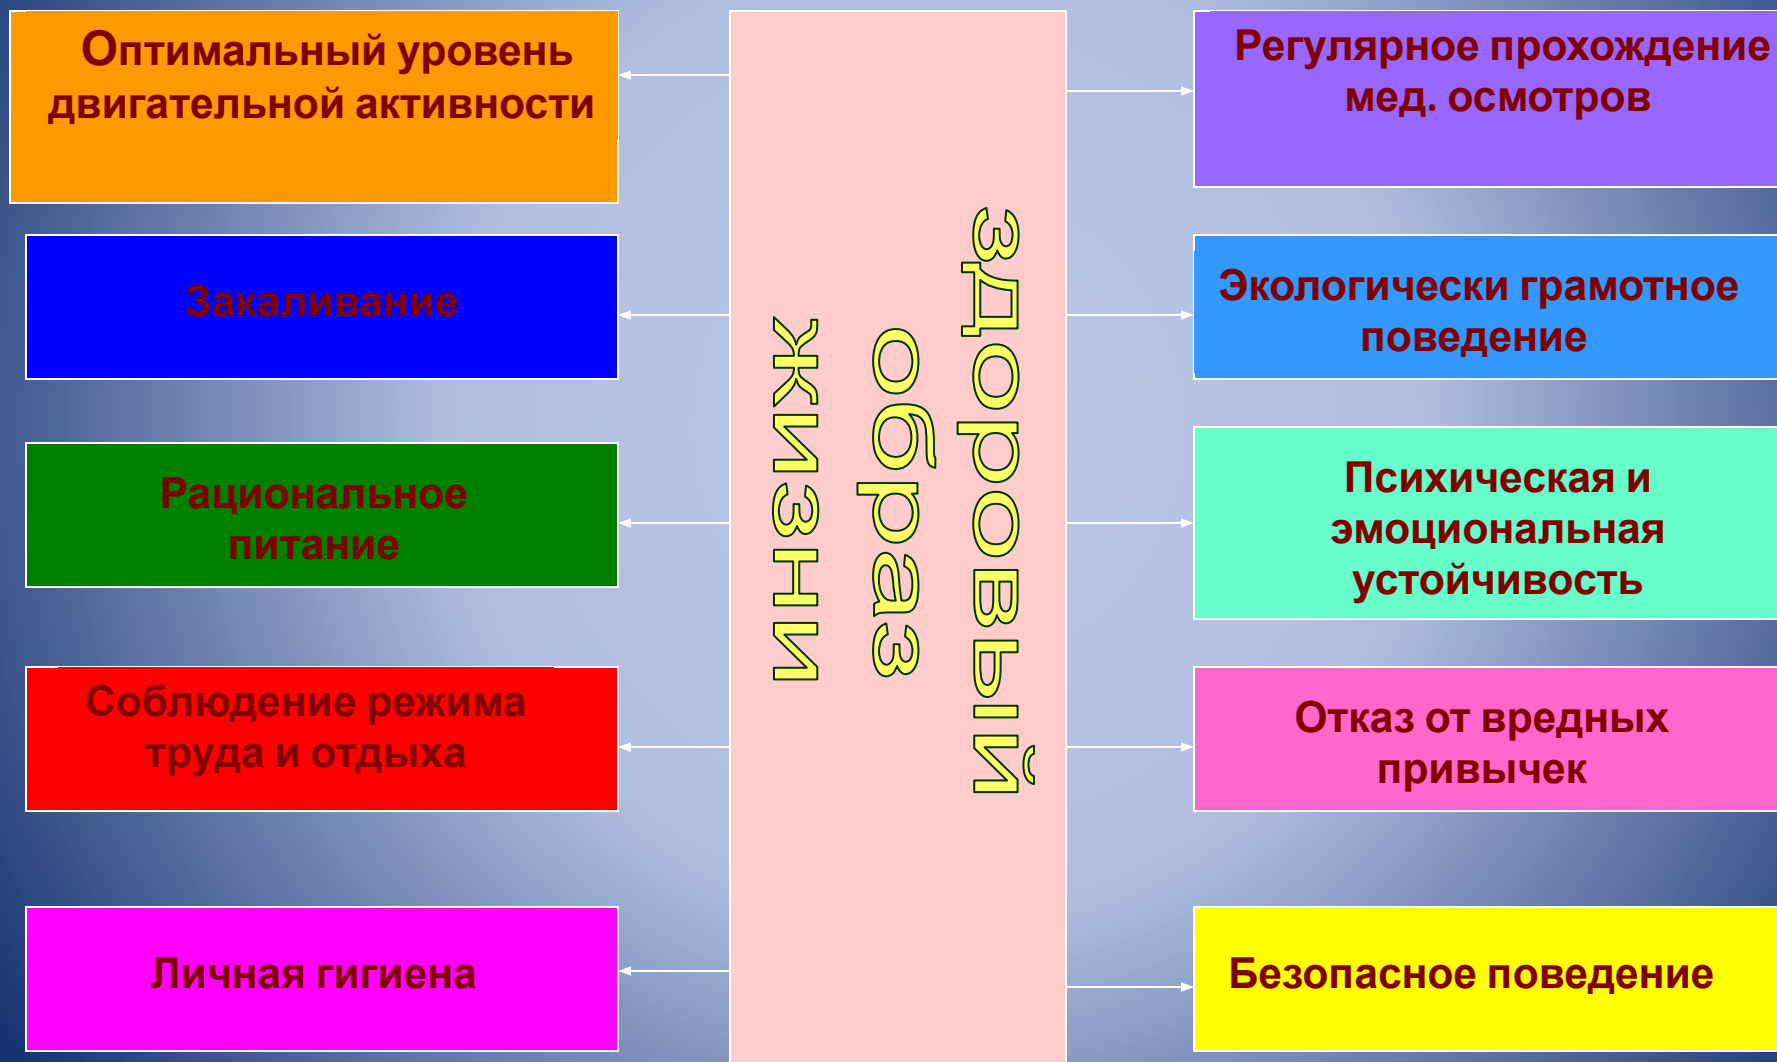 Оптимальный уровень
двигательной активности
Закаливание
Рациональное
питание
Соблюдение режима
труда и отдыха
Личная гигиена
здоровый
образ
жизни
Регулярное прохождение
мед. осмотров
Экологически грамотное
поведение
Психическая и
эмоциональная
устойчивость
Отказ от вредных
привычек
Безопасное поведение